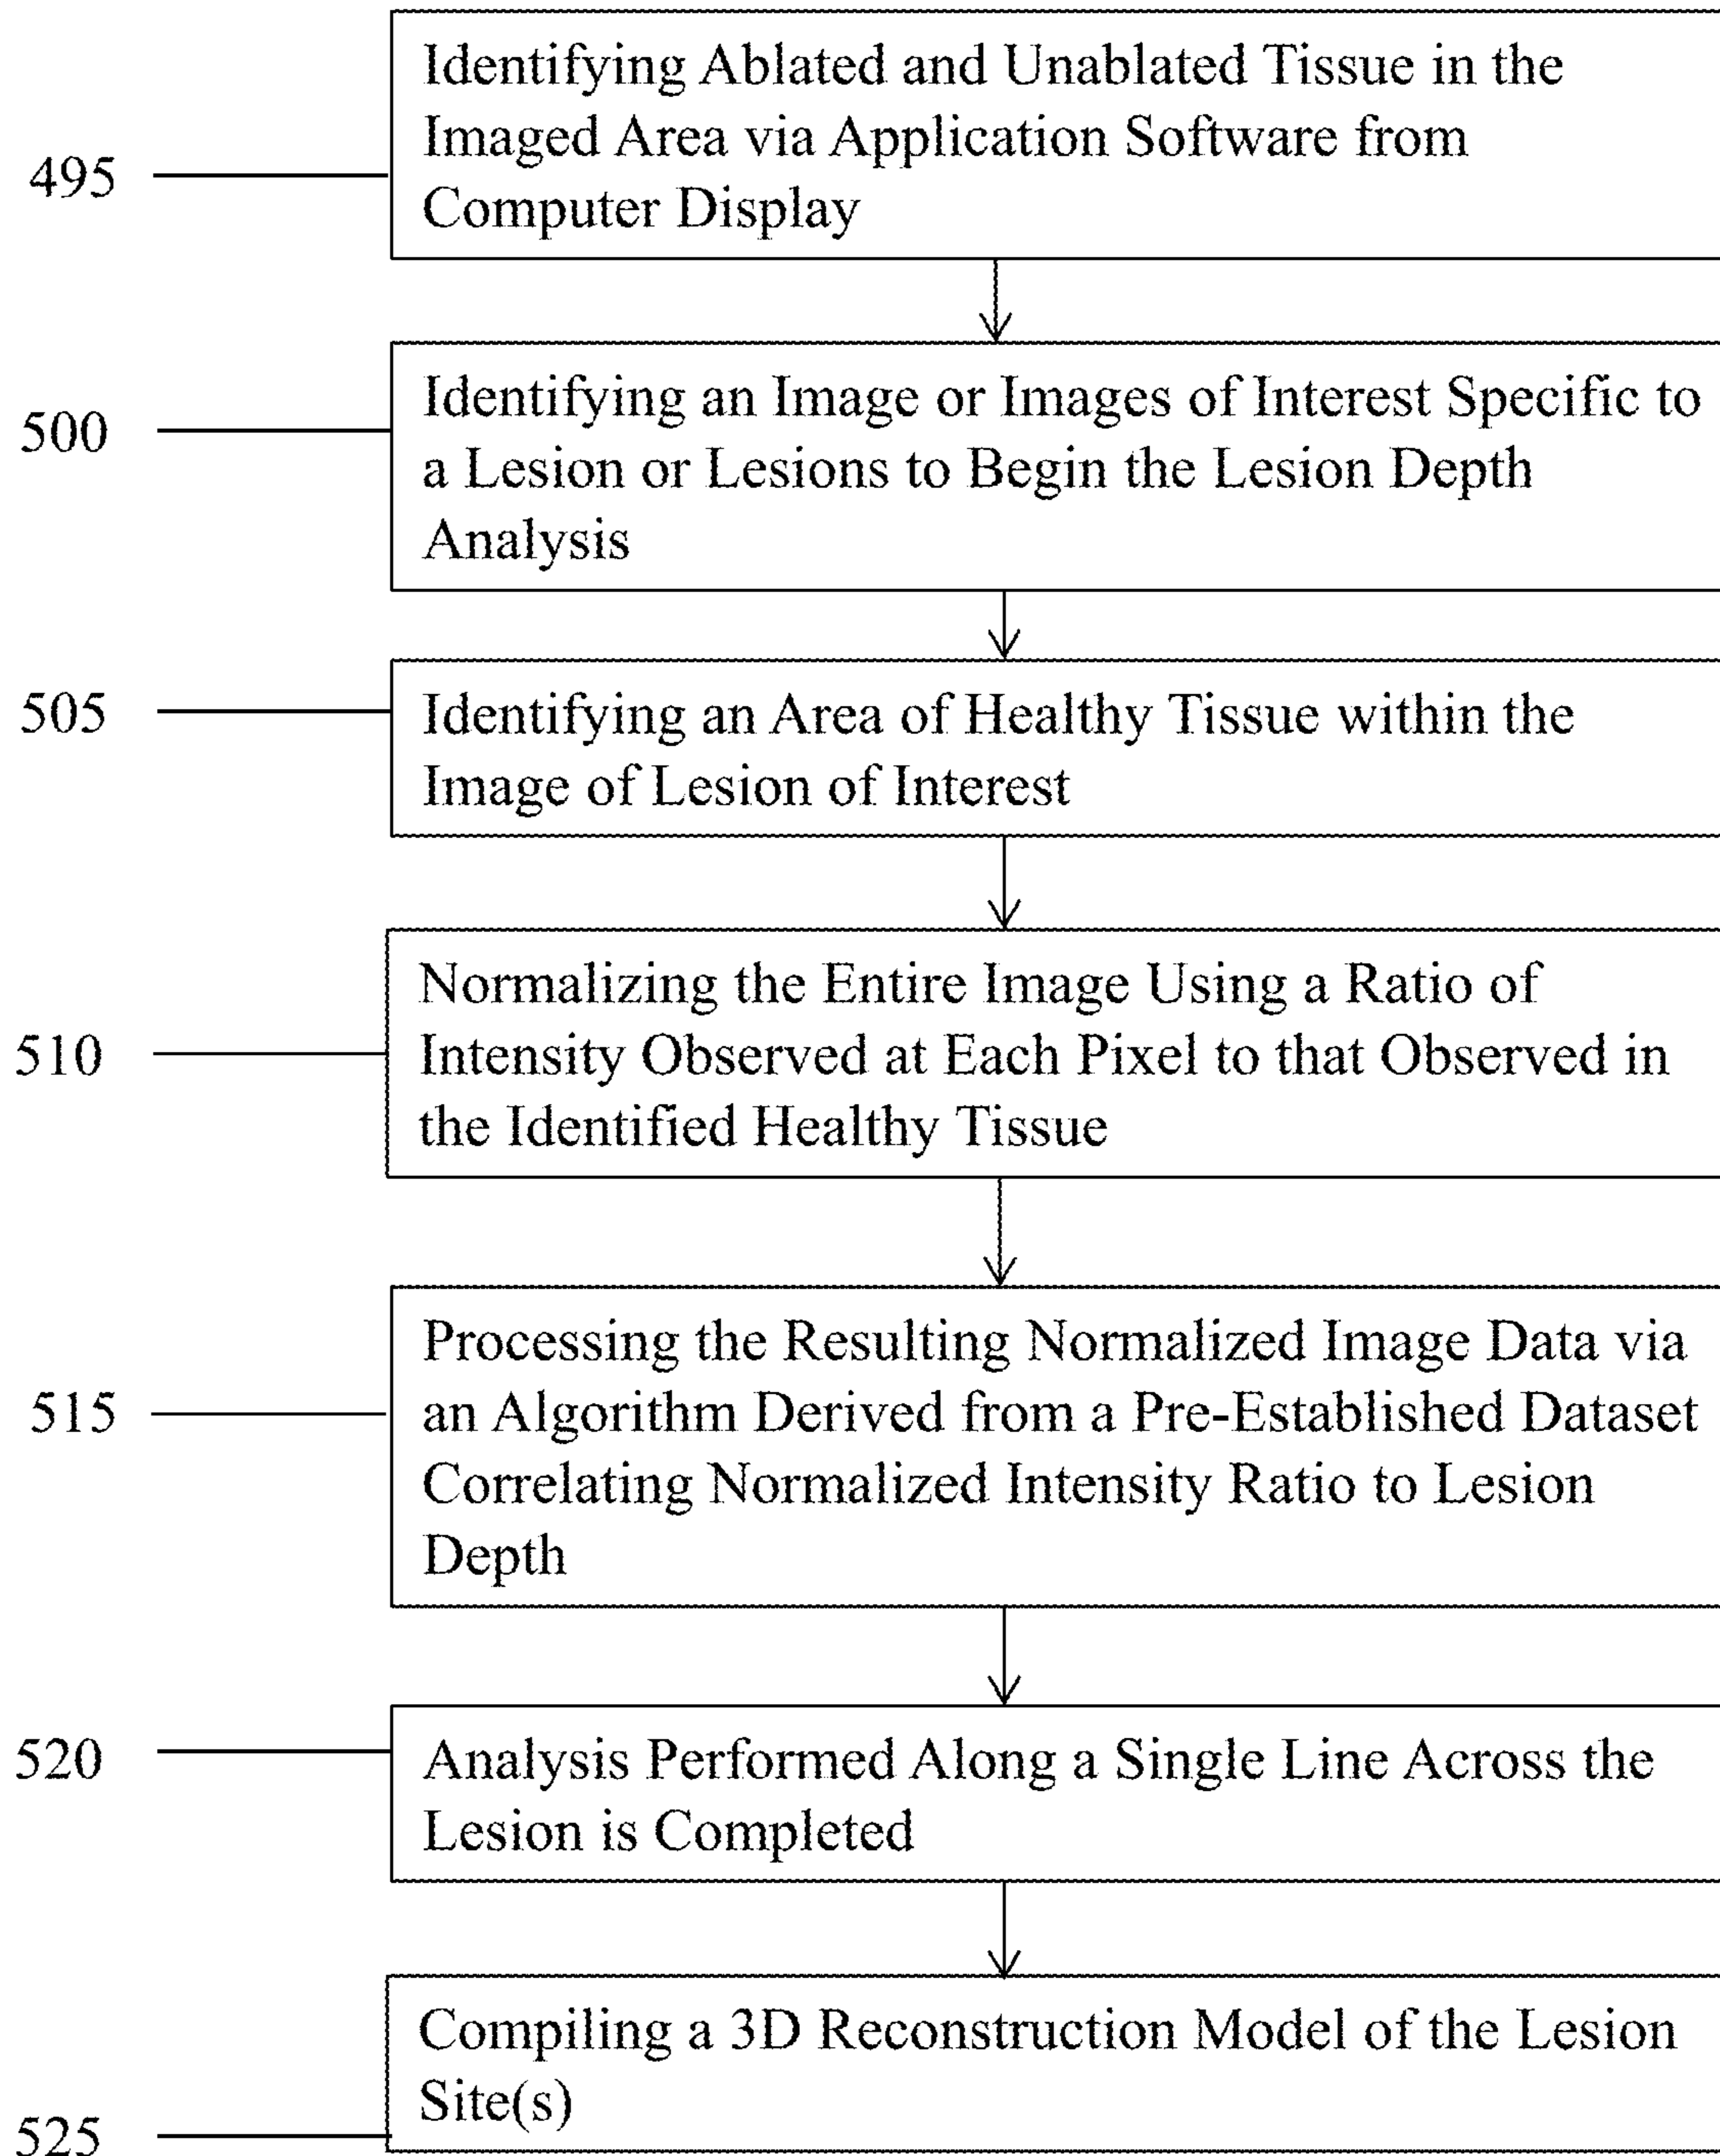 Identifying Ablated and Unablated Tissue in the
Imaged Area via Application Software from
495
Computer Display
Identifying an Image or Images of Interest Specific to
500
a Lesion or Lesions to Begin the Lesion Depth
Analysis
505
Identifying an Area of Healthy Tissue within the
Image of Lesion of Interest
Normalizing the Entire Image Using a Ratio of
510
Intensity Observed at Each Pixel to that Observed in
the Identified Healthy Tissue
Processing the Resulting Normalized Image Data via
515
an Algorithm Derived from a Pre-Established Dataset
Correlating Normalized Intensity Ratio to Lesion
Depth
520
Analysis Performed Along a Single Line Across the
Lesion is Completed
Compiling a 3D Reconstruction Model of the Lesion
Site(s)
525